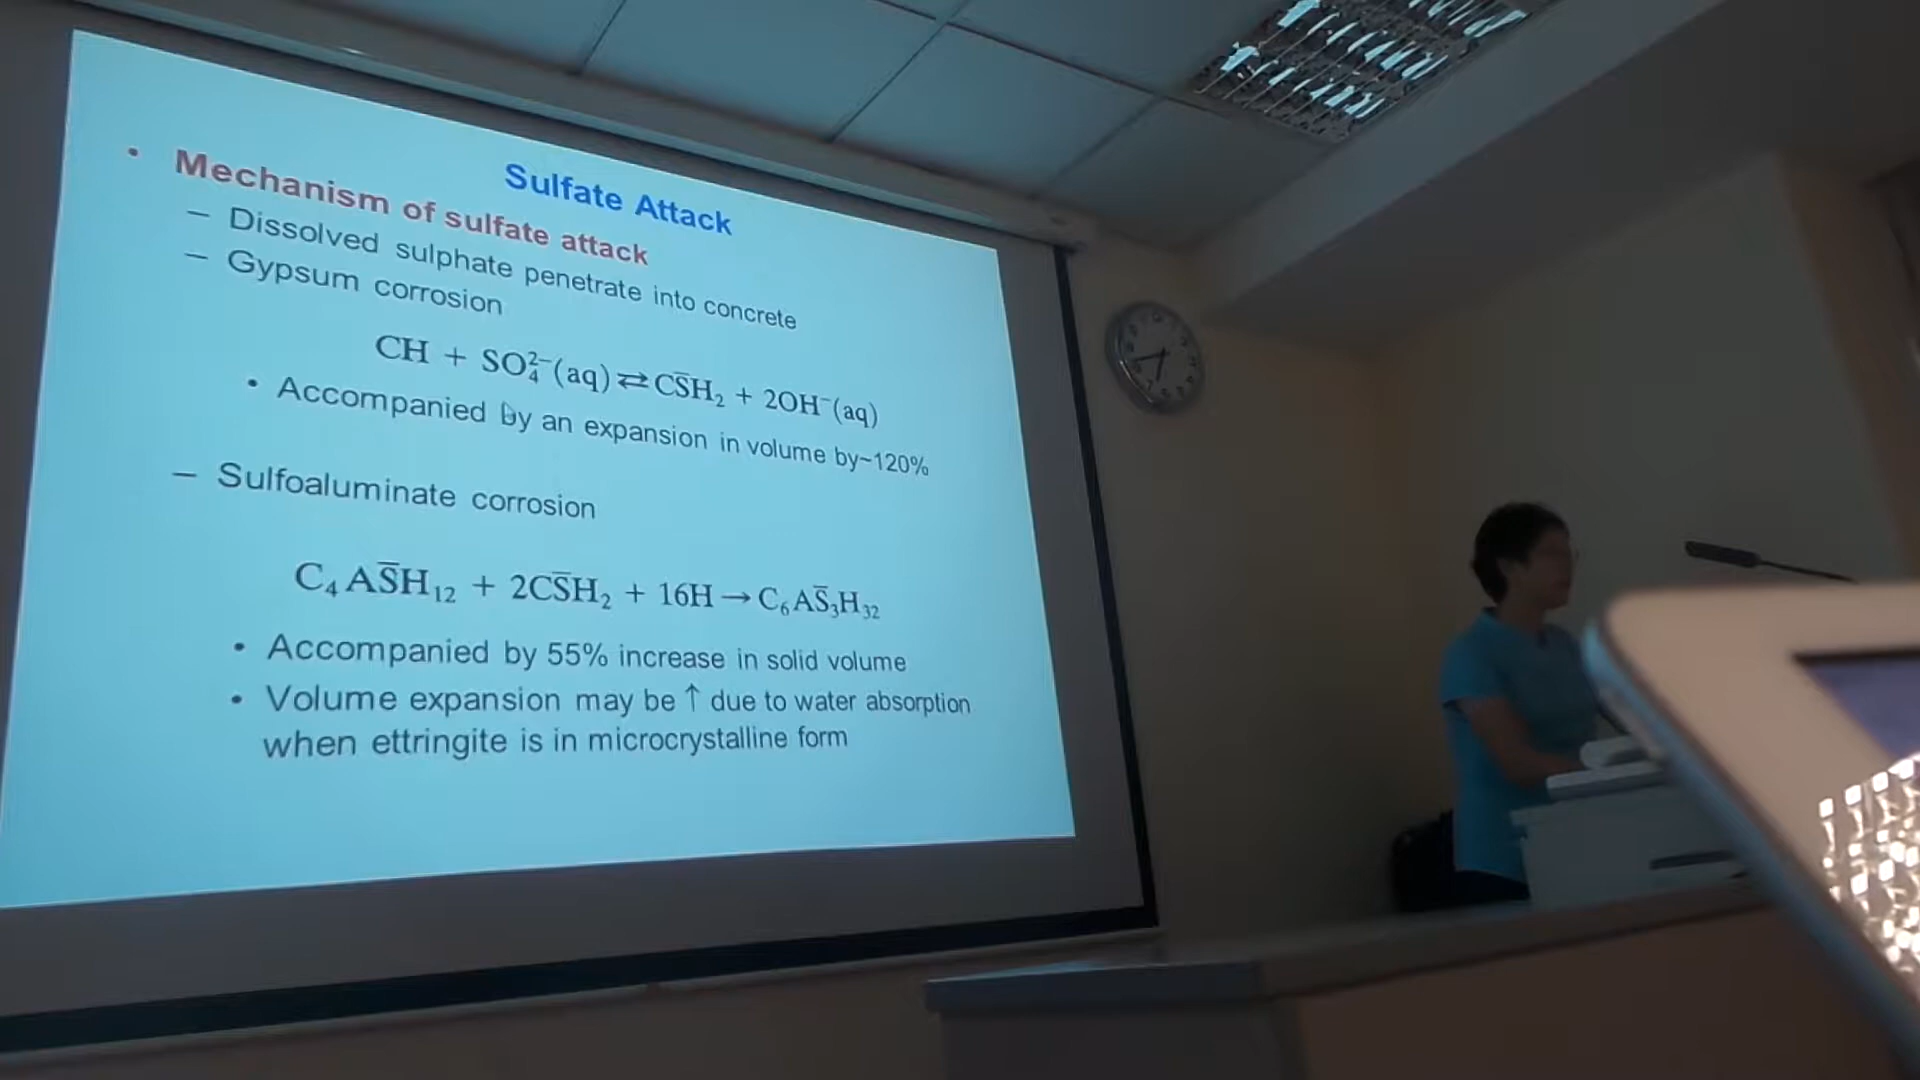 Sulfate Attack
• Mechanism of sulfate attack
– Dissolved sulphate penetrate into concrete
– Gypsum corrosion
CH + SO₄²⁻(aq) ⇄ CS̄H₂ + 2OH⁻(aq)
• Accompanied by an expansion in volume by~120%
– Sulfoaluminate corrosion
C₄AS̄H₁₂ + 2CS̄H₂ + 16H → C₆AS̄₃H₃₂
• Accompanied by 55% increase in solid volume
• Volume expansion may be ↑ due to water absorption
when ettringite is in microcrystalline form